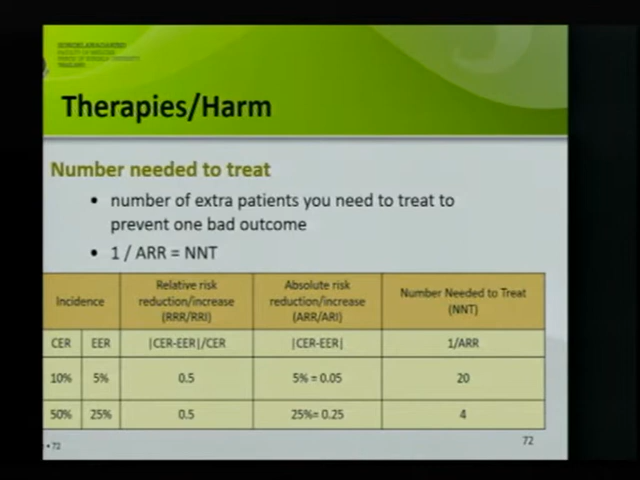 Therapies/Harm
Number needed to treat
• number of extra patients you need to treat to
prevent one bad outcome
• 1 / ARR = NNT
Incidence
Relative risk
reduction/increase
(RRR/RRI)
Absolute risk
reduction/increase
(ARR/ARI)
Number Needed to Treat
(NNT)
CER EER |CER-EER|/CER |CER-EER| 1/ARR
10% 5% 0.5 5% = 0.05 20
50% 25% 0.5 25%= 0.25 4
• 72
72